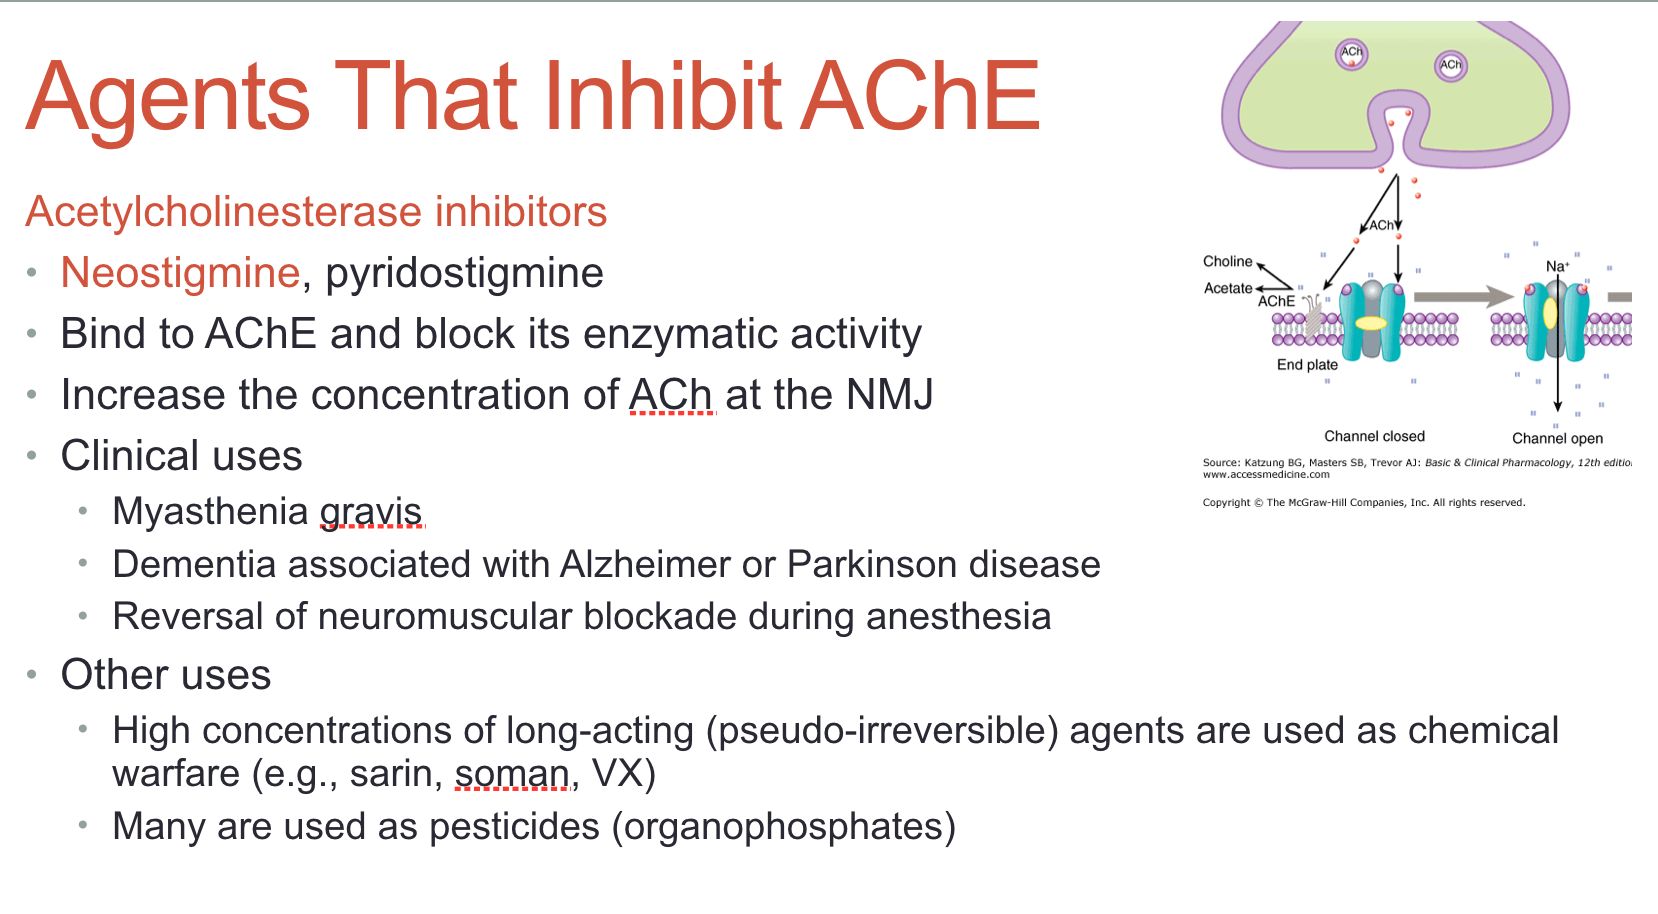 Agents That Inhibit AChE
Acetylcholinesterase inhibitors
• Neostigmine, pyridostigmine
• Bind to AChE and block its enzymatic activity
• Increase the concentration of ACh at the NMJ
• Clinical uses
• Myasthenia gravis
• Dementia associated with Alzheimer or Parkinson disease
• Reversal of neuromuscular blockade during anesthesia
• Other uses
• High concentrations of long-acting (pseudo-irreversible) agents are used as chemical
warfare (e.g., sarin, soman, VX)
• Many are used as pesticides (organophosphates)
ACh
ACh
ACh
Choline
Acetate
AChE
Na⁺
End plate
Channel closed
Channel open
Source: Katzung BG, Masters SB, Trevor AJ: Basic & Clinical Pharmacology, 12th
www.accessmedicine.com
Copyright © The McGraw-Hill Companies, Inc. All rights reserved.